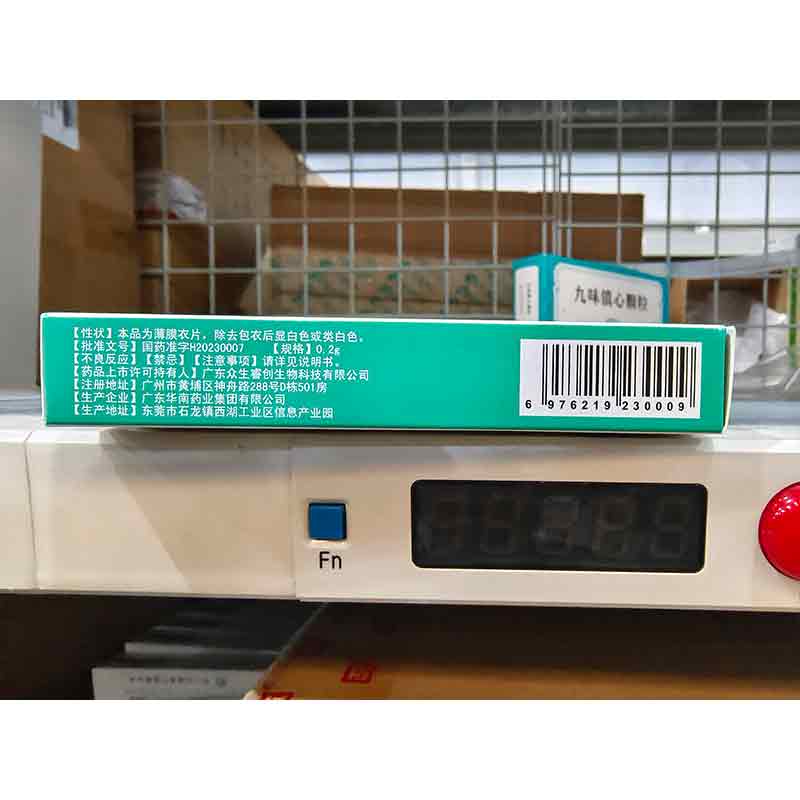 九味镇心颗粒
【性状】本品为薄膜衣片，除去包衣后显白色或类白色。
【批准文号】国药准字H20230007 【规格】0.2g
【不良反应】【禁忌】【注意事项】请详见说明书。
【药品上市许可持有人】广东众生睿创生物科技有限公司
【注册地址】广州市黄埔区神舟路288号D栋501房
【生产企业】广东华南药业集团有限公司
【生产地址】东莞市石龙镇西湖工业区信息产业园
6 976219 230009
Fn